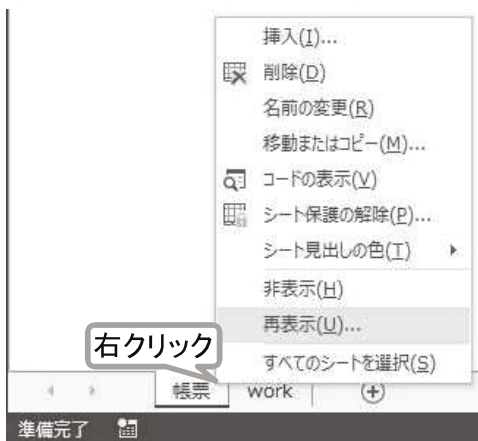 挿入(I)...
削除(D)
名前の変更(R)
移動またはコピー(M)...
コードの表示(V)
シート保護の解除(P)...
シート見出しの色(T)
非表示(H)
再表示(U)...
すべてのシートを選択(S)
右クリック
帳票 work
準備完了